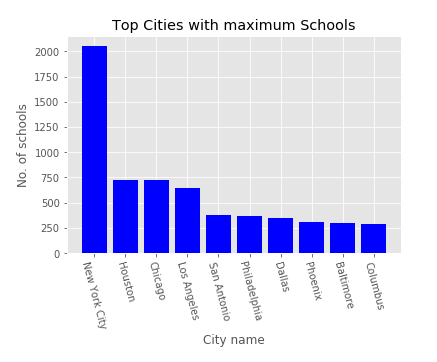 Top Cities with maximum Schools
No. of schools
2000
1750
1500
1250
1000
750
500
250
0
New York City
Houston
Chicago
Los Angeles
San Antonio
Philadelphia
Dallas
Phoenix
Baltimore
Columbus
City name